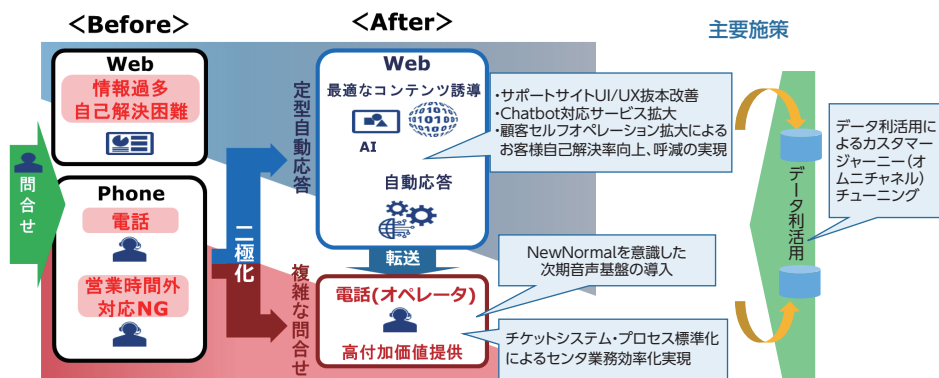 <Before>
<After>
主要施策
問合せ
Web
情報過多
自己解決困難
Phone
電話
営業時間外
対応NG
二極化
定型自動応答
複雑な問合せ
Web
最適なコンテンツ誘導
AI
自動応答
転送
電話(オペレータ)
高付加価値提供
・サポートサイトUI/UX抜本改善
・Chatbot対応サービス拡大
・顧客セルフオペレーション拡大による
お客様自己解決率向上、呼減の実現
NewNormalを意識した
次期音声基盤の導入
チケットシステム・プロセス標準化
によるセンタ業務効率化実現
データ利活用
データ利活用
によるカスタマー
ジャーニー(オ
ムニチャネル)
チューニング